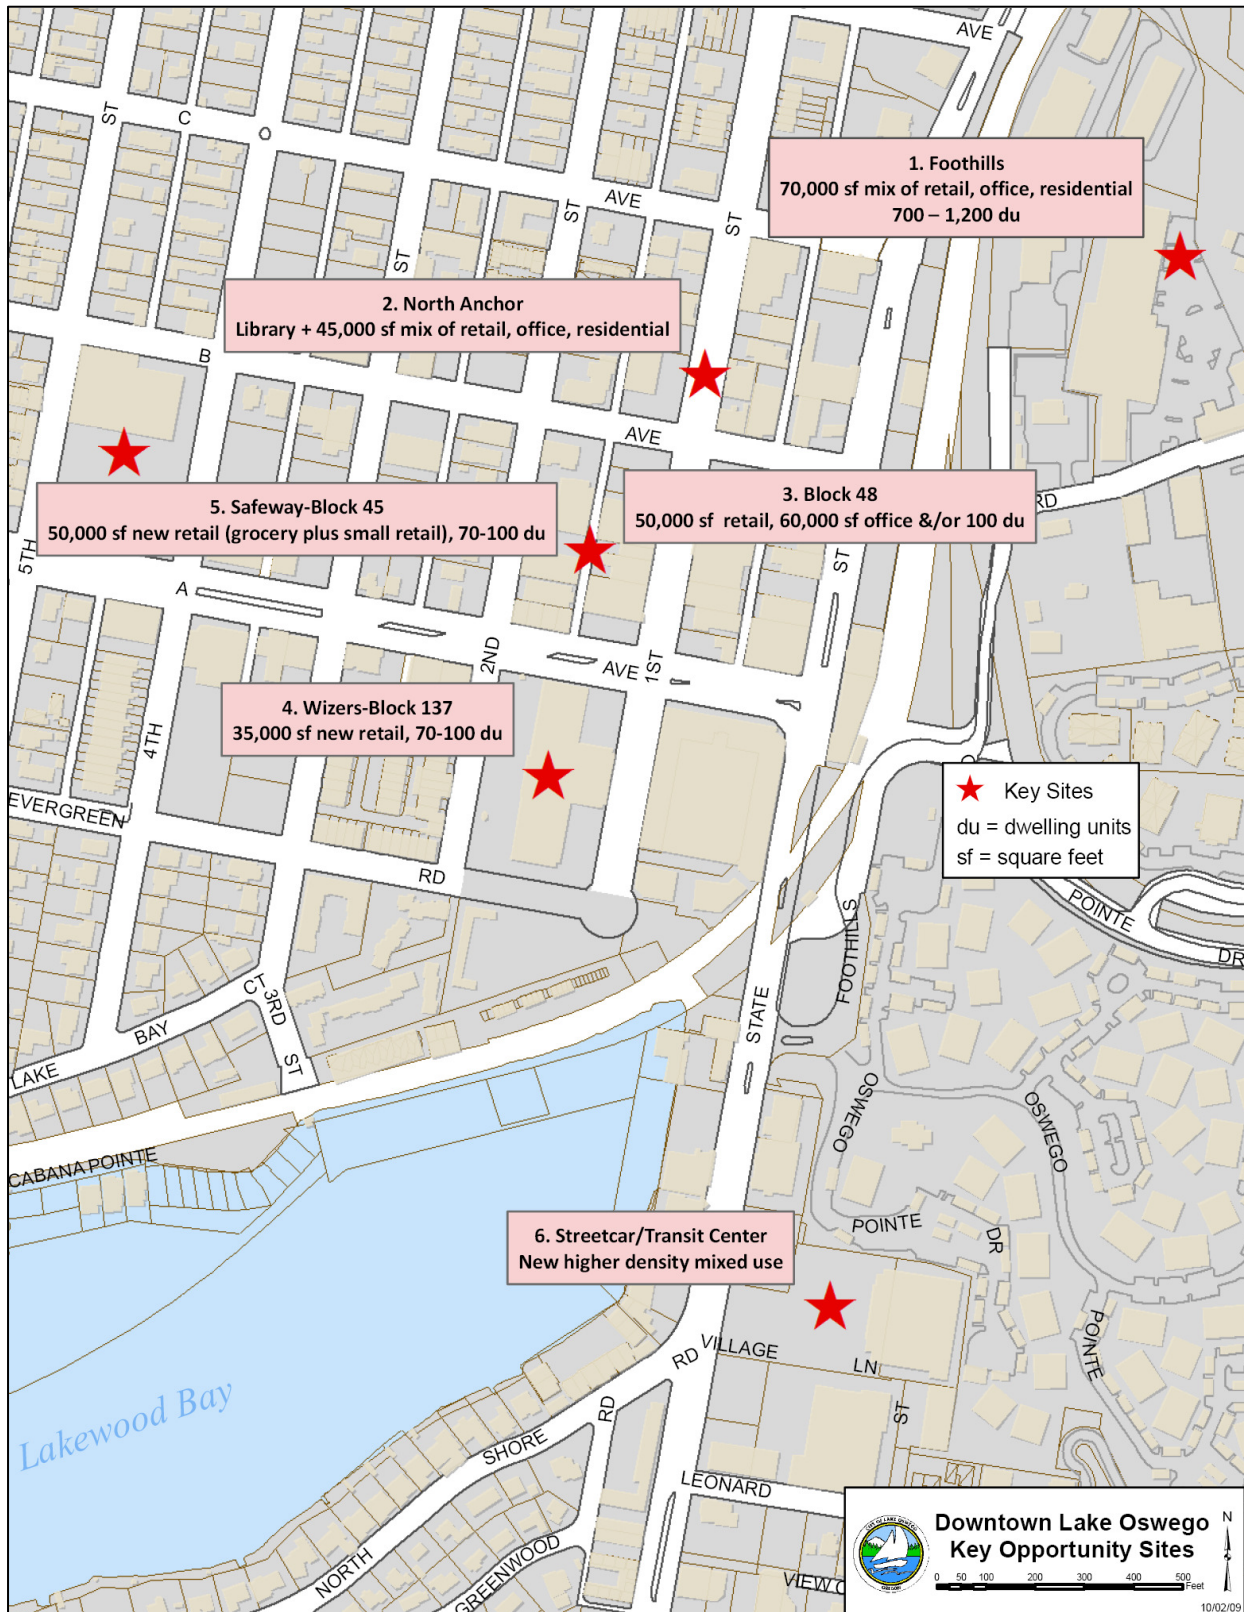 AVE
ST
C
1. Foothills
70,000 sf mix of retail, office, residential
700 – 1,200 du
AVE
ST
ST
ST
2. North Anchor
Library + 45,000 sf mix of retail, office, residential
B
AVE
5. Safeway-Block 45
50,000 sf new retail (grocery plus small retail), 70-100 du
3. Block 48
50,000 sf retail, 60,000 sf office &/or 100 du
RD
5TH
ST
A
2ND
AVE
1ST
4. Wizers-Block 137
35,000 sf new retail, 70-100 du
4TH
Key Sites
du = dwelling units
sf = square feet
EVERGREEN
RD
POINTE
DR
FOOTHILLS
LAKE
BAY
CT
3RD
ST
STATE
OSWEGO
OSWEGO
CABANA POINTE
POINTE
DR
6. Streetcar/Transit Center
New higher density mixed use
POINTE
VILLAGE
LN
RD
ST
Lakewood Bay
SHORE
RD
LEONARD
NORTH
GREENWOOD
VIEW
Downtown Lake Oswego
Key Opportunity Sites
N
0 50 100 200 300 400 500
Feet
10/02/09